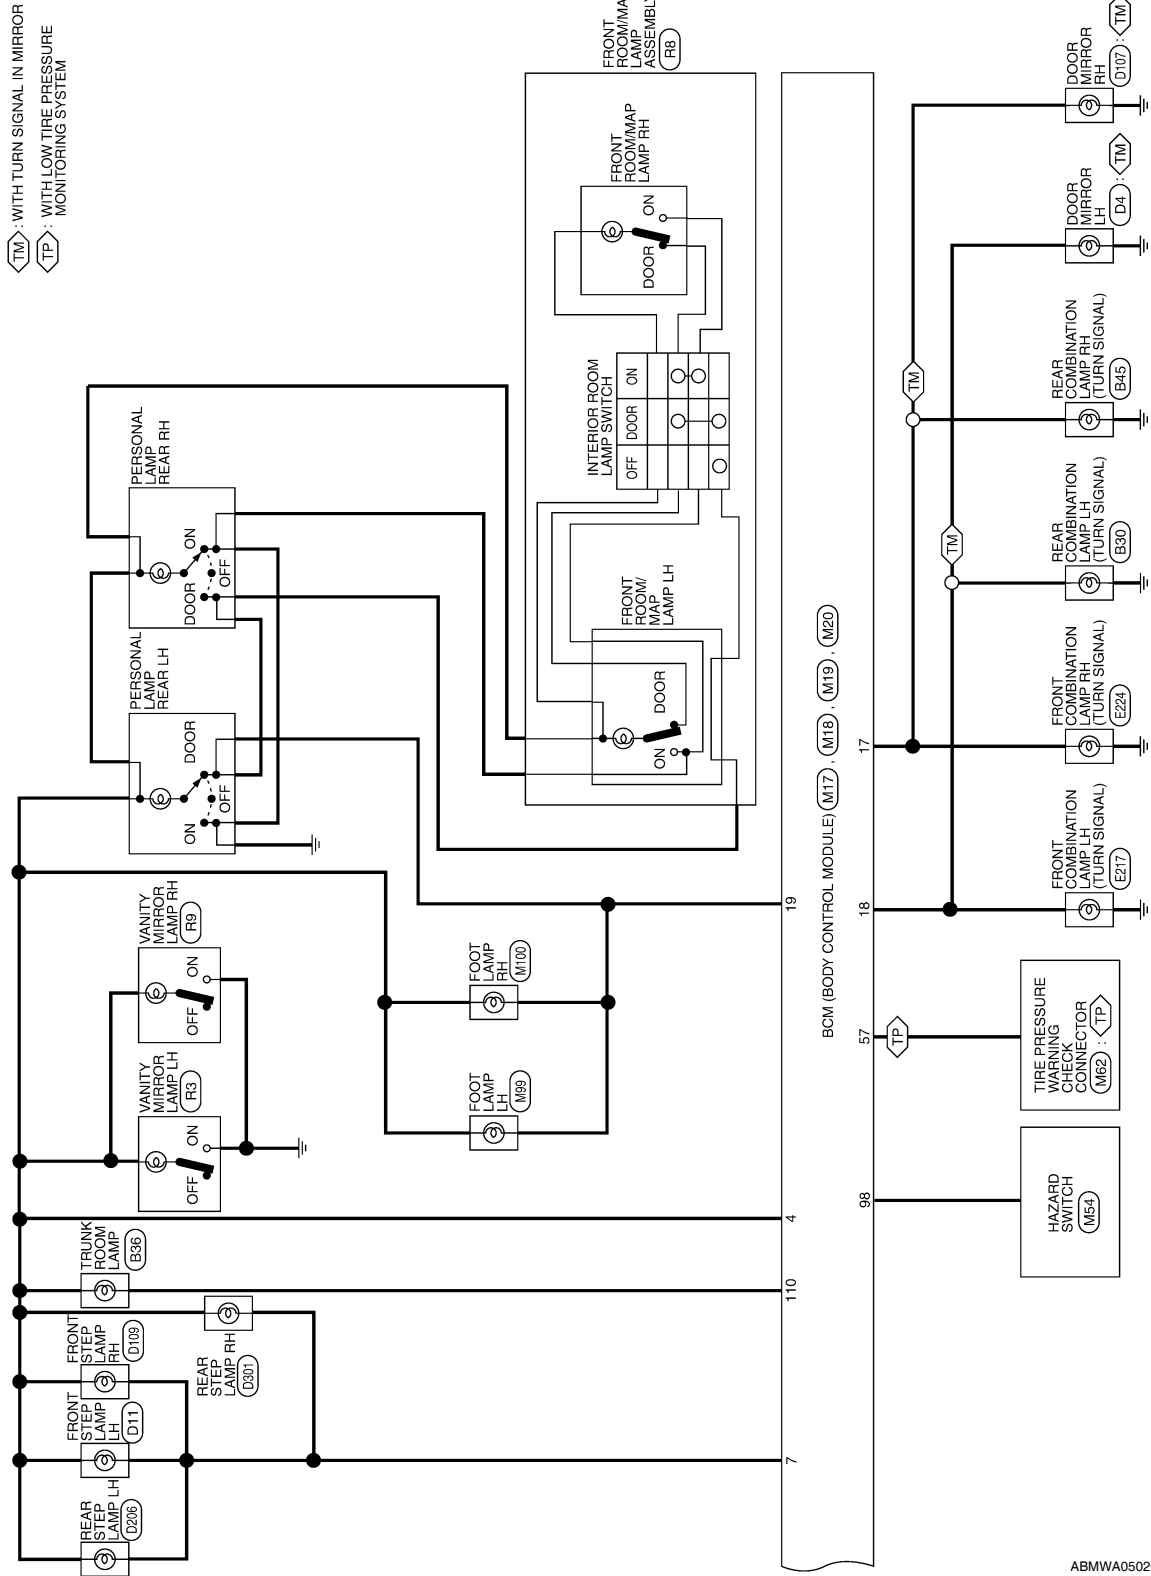 TM : WITH TURN SIGNAL IN MIRROR
TP : WITH LOW TIRE PRESSURE
MONITORING SYSTEM
FRONT
LAMP
R8
FRONT
ROOM/MAP
LAMP RH
ON
DOOR
INTERIOR ROOM
LAMP SWITCH
OFF
DOOR
ON
FRONT
ROOM/
MAP
LAMP LH
DOOR
ON
PERSONAL
LAMP
REAR RH
ON
DOOR
OFF
PERSONAL
LAMP
REAR LH
DOOR
ON
OFF
VANITY
MIRROR
LAMP RH
R9
ON
OFF
VANITY
MIRROR
LAMP LH
R3
ON
OFF
FOOT
LAMP
RH
M100
FOOT
LAMP
LH
M99
TRUNK
ROOM
LAMP
B36
FRONT
STEP
LAMP
RH
D109
FRONT
STEP
LAMP
LH
D11
REAR
STEP
LAMP RH
D301
REAR
STEP
LAMP LH
D206
BCM (BODY CONTROL MODULE) M17 , M18 , M19 , M20
19
4
110
7
17
18
57
98
TM
TM
TP
DOOR
MIRROR
RH
D107 : TM
DOOR
MIRROR
LH
D4 : TM
REAR
COMBINATION
LAMP RH
(TURN SIGNAL)
B45
REAR
COMBINATION
LAMP LH
(TURN SIGNAL)
B30
FRONT
COMBINATION
LAMP RH
(TURN SIGNAL)
E224
FRONT
COMBINATION
LAMP LH
(TURN SIGNAL)
E217
TIRE PRESSURE
WARNING
CHECK
CONNECTOR
M62 : TP
HAZARD
SWITCH
M54
ABMWA0502